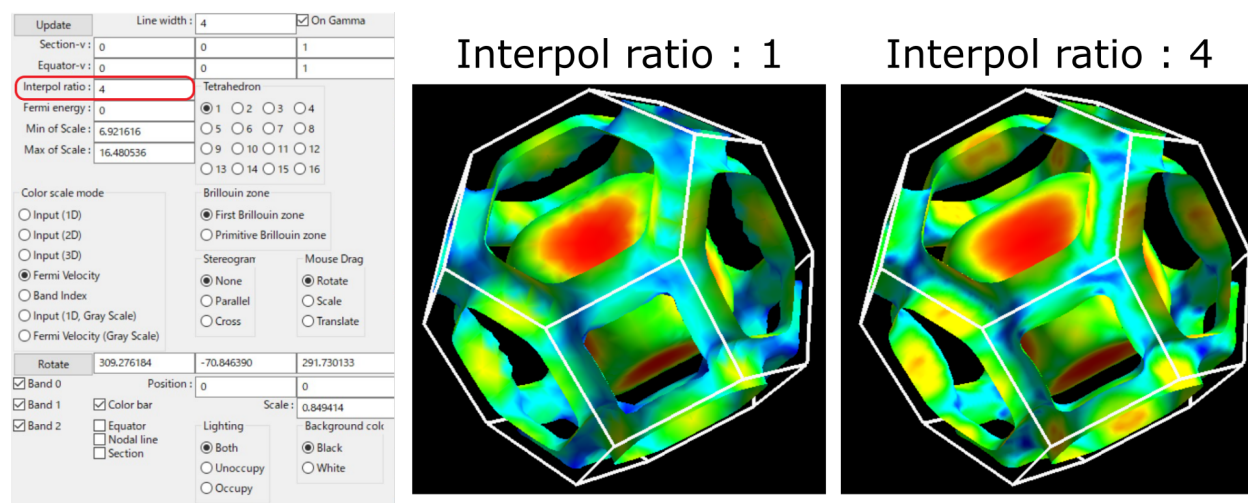 Update Line width : 4 On Gamma
Section-v : 0 0 1
Equator-v : 0 0 1
Interpol ratio : 4
Fermi energy : 0
Min of Scale : 6.921616
Max of Scale : 16.480536
Tetrahedron
1 2 3 4
5 6 7 8
9 10 11 12
13 14 15 16
Color scale mode
Input (1D)
Input (2D)
Input (3D)
Fermi Velocity
Band Index
Input (1D, Gray Scale)
Fermi Velocity (Gray Scale)
Brillouin zone
First Brillouin zone
Primitive Brillouin zone
Stereogram
None
Parallel
Cross
Mouse Drag
Rotate
Scale
Translate
Rotate 309.276184 -70.846390 291.730133
Band 0 Position : 0 0
Band 1 Color bar Scale : 0.849414
Band 2 Equator
Nodal line
Section
Lighting
Both
Unoccupy
Occupy
Background colo
Black
White
Interpol ratio : 1
Interpol ratio : 4